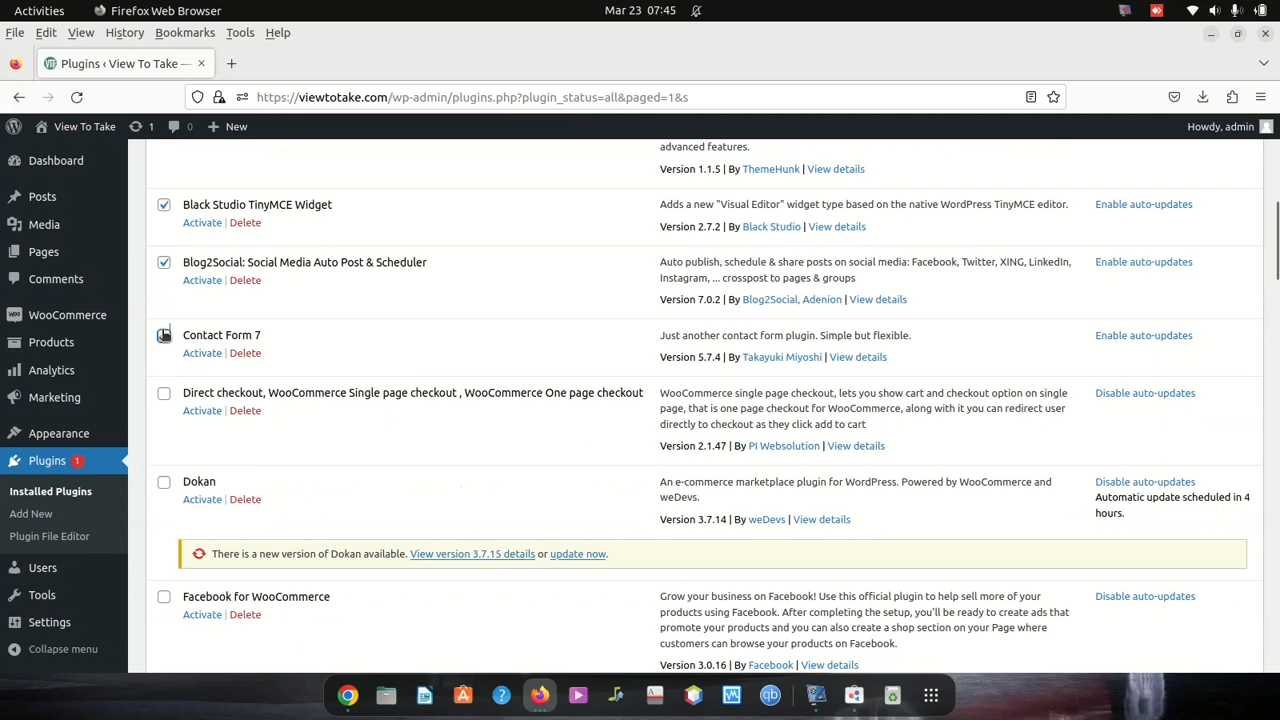 Activities
Firefox Web Browser
Mar 23 07:45
File Edit View History Bookmarks Tools Help
Plugins ‹ View To Take —
https://viewtotake.com/wp-admin/plugins.php?plugin_status=all&paged=1&s
View To Take 1 0 New
Howdy, admin
Dashboard
Posts
Media
Pages
Comments
WooCommerce
Products
Analytics
Marketing
Appearance
Plugins 1
Installed Plugins
Add New
Plugin File Editor
Users
Tools
Settings
Collapse menu
advanced features.
Version 1.1.5 | By ThemeHunk | View details
Black Studio TinyMCE Widget
Activate | Delete
Adds a new "Visual Editor" widget type based on the native WordPress TinyMCE editor.
Version 2.7.2 | By Black Studio | View details
Enable auto-updates
Blog2Social: Social Media Auto Post & Scheduler
Activate | Delete
Auto publish, schedule & share posts on social media: Facebook, Twitter, XING, LinkedIn,
Instagram, ... crosspost to pages & groups
Version 7.0.2 | By Blog2Social, Adenion | View details
Enable auto-updates
Contact Form 7
Activate | Delete
Just another contact form plugin. Simple but flexible.
Version 5.7.4 | By Takayuki Miyoshi | View details
Enable auto-updates
Direct checkout, WooCommerce Single page checkout , WooCommerce One page checkout
Activate | Delete
WooCommerce single page checkout, lets you show cart and checkout option on single
page, that is one page checkout for WooCommerce, along with it you can redirect user
directly to checkout as they click add to cart
Version 2.1.47 | By PI Websolution | View details
Disable auto-updates
Dokan
Activate | Delete
An e-commerce marketplace plugin for WordPress. Powered by WooCommerce and
weDevs.
Version 3.7.14 | By weDevs | View details
Disable auto-updates
Automatic update scheduled in 4
hours.
There is a new version of Dokan available. View version 3.7.15 details or update now.
Facebook for WooCommerce
Activate | Delete
Grow your business on Facebook! Use this official plugin to help sell more of your
products using Facebook. After completing the setup, you'll be ready to create ads that
promote your products and you can also create a shop section on your Page where
customers can browse your products on Facebook.
Version 3.0.16 | By Facebook | View details
Disable auto-updates